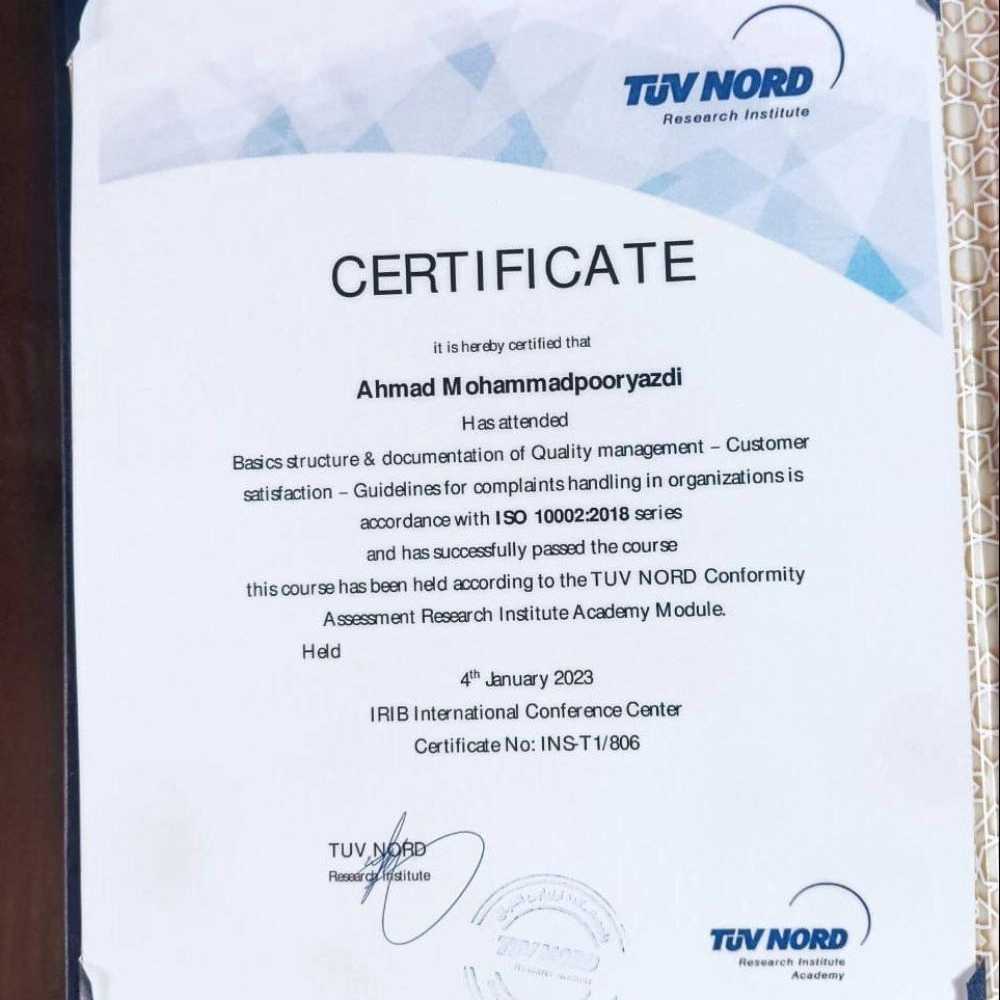 TÜV NORD
Research Institute
CERTIFICATE
it is hereby certified that
Ahmad Mohammadpooryazdi
Has attended
Basics structure & documentation of Quality management – Customer
satisfaction – Guidelines for complaints handling in organizations is
accordance with ISO 10002:2018 series
and has successfully passed the course
this course has been held according to the TUV NORD Conformity
Assessment Research Institute Academy Module.
Held
4th January 2023
IRIB International Conference Center
Certificate No: INS-T1/806
TUV NORD
Research Institute
TÜV NORD
TÜV NORD
Research Institute
Academy